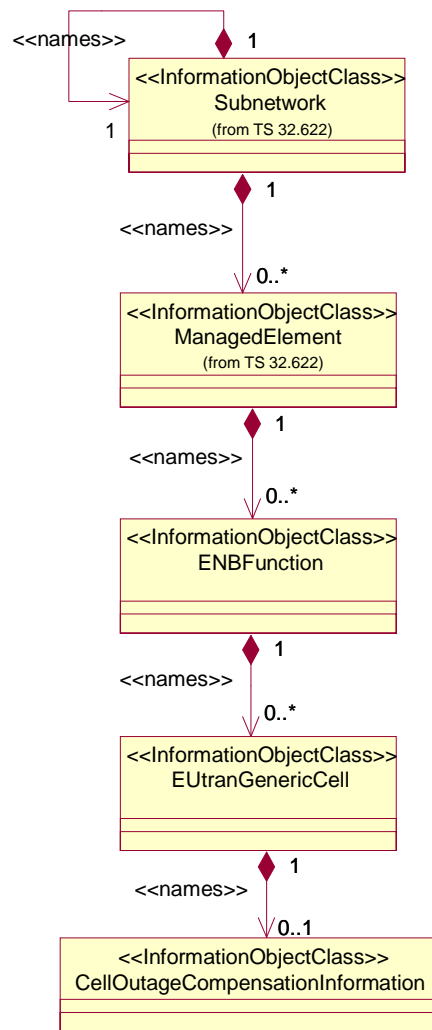 <<names>>
1
<<InformationObjectClass>>
Subnetwork
(from TS 32.622)
1
1
<<names>>
0..*
<<InformationObjectClass>>
ManagedElement
(from TS 32.622)
1
<<names>>
0..*
<<InformationObjectClass>>
ENBFunction
1
<<names>>
0..*
<<InformationObjectClass>>
EUtranGenericCell
1
<<names>>
0..1
<<InformationObjectClass>>
CellOutageCompensationInformation